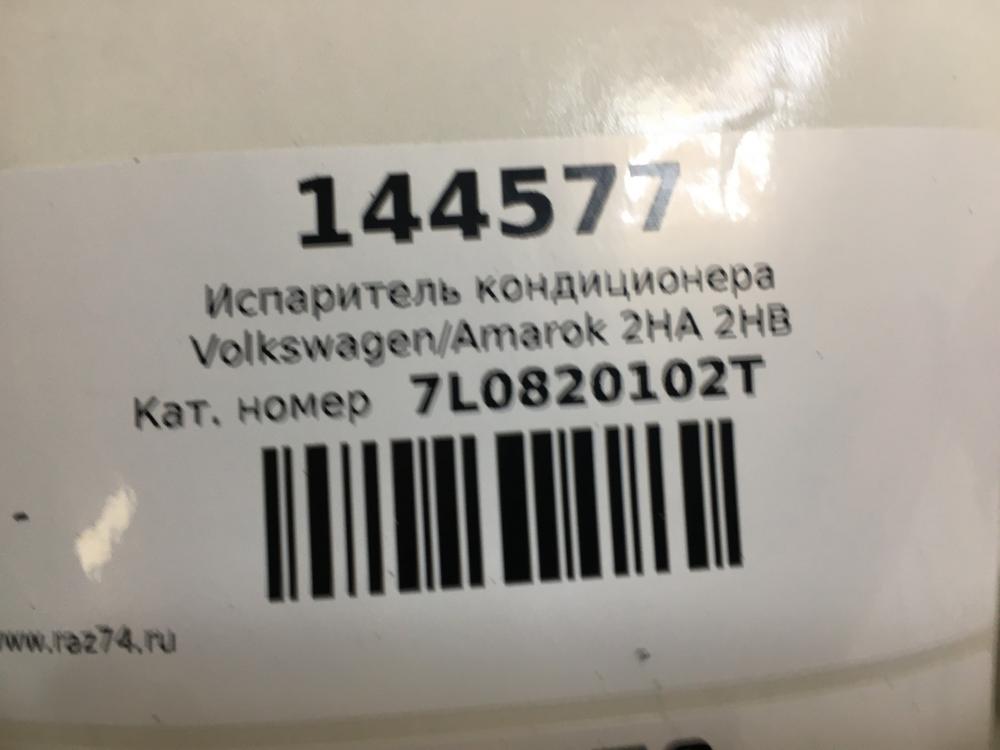 144577
Испаритель кондиционера
Volkswagen/Amarok 2HA 2HB
Кат. номер 7L0820102T
www.raz74.ru